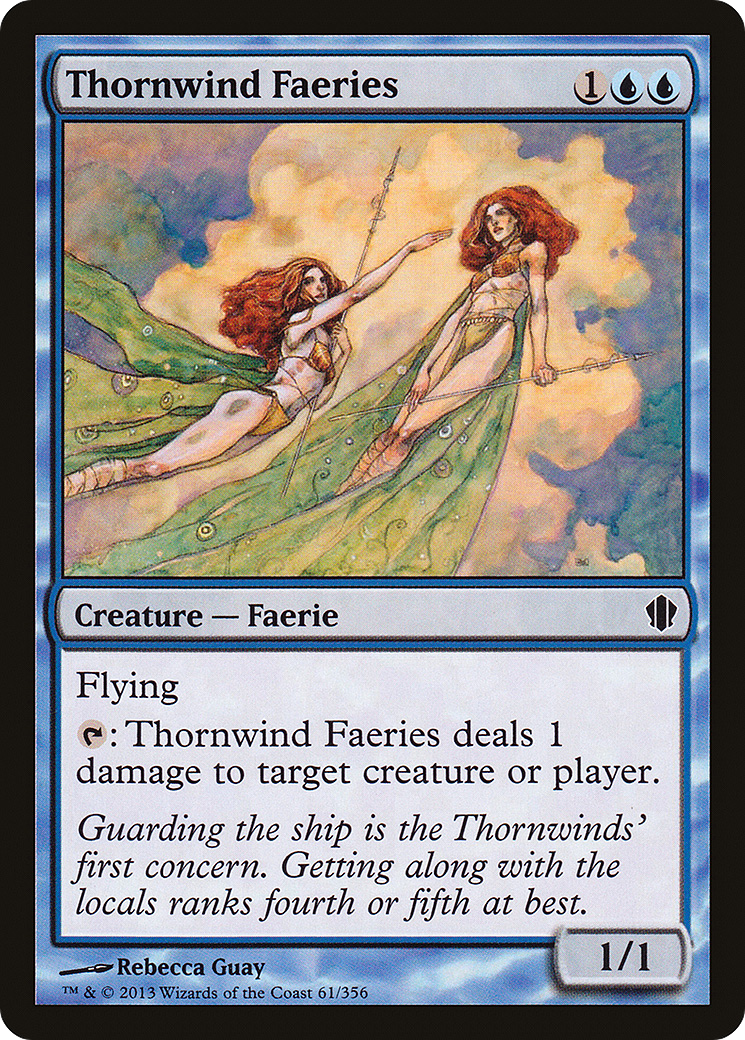 Thornwind Faeries 1
Creature — Faerie
Flying
: Thornwind Faeries deals 1
damage to target creature or player.
Guarding the ship is the Thornwinds’
first concern. Getting along with the
locals ranks fourth or fifth at best.
1/1
Rebecca Guay
™ & © 2013 Wizards of the Coast 61/356